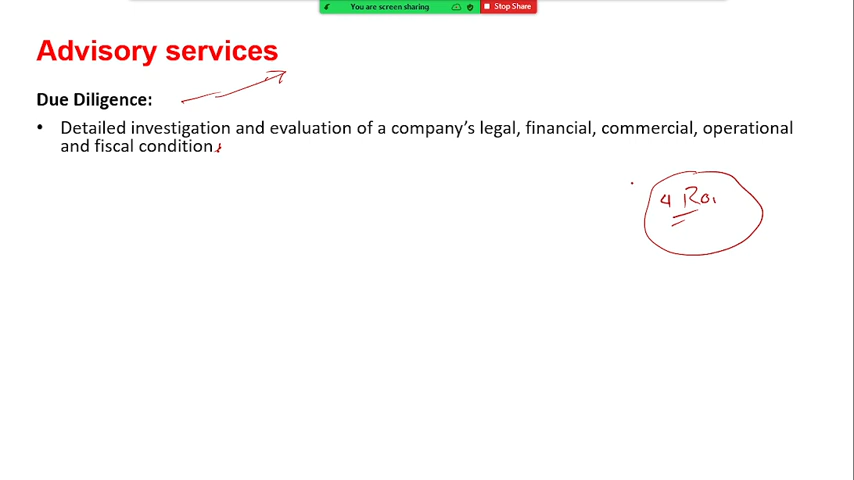 You are screen sharing
Stop Share
Advisory services
Due Diligence:
• Detailed investigation and evaluation of a company's legal, financial, commercial, operational
and fiscal condition.